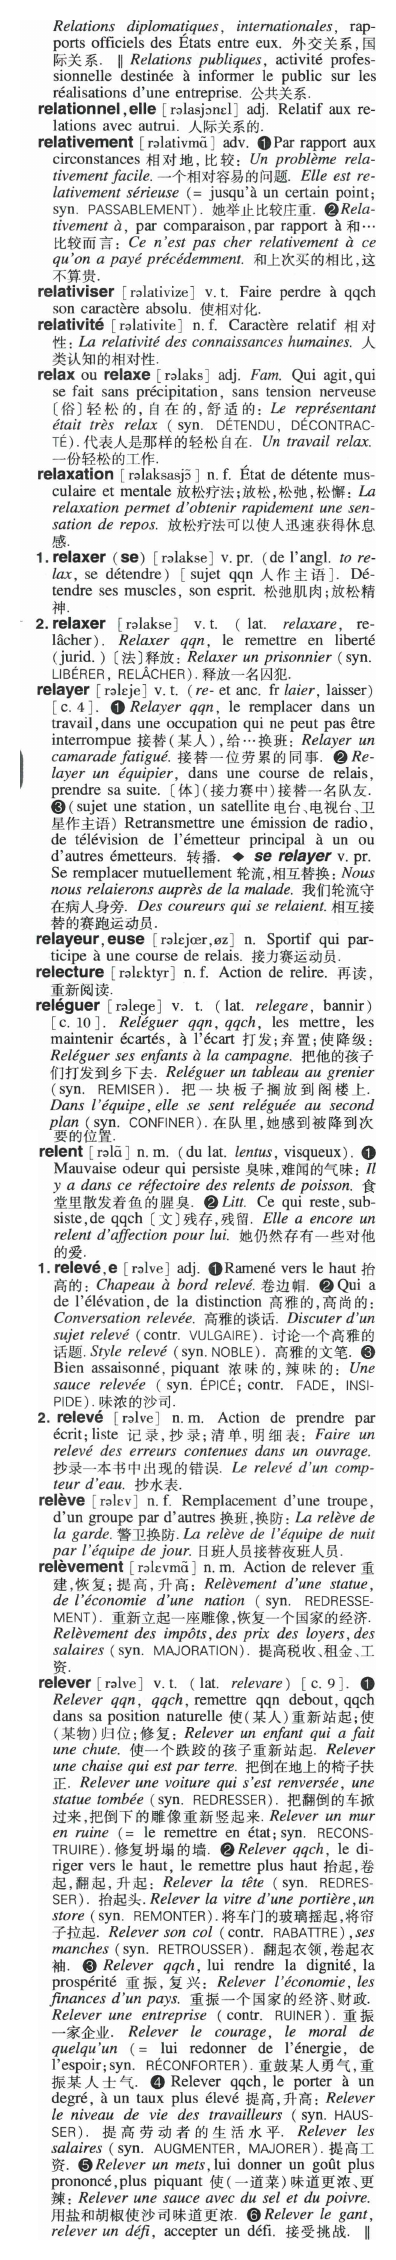 Relations diplomatiques, internationales, rap-
ports officiels des États entre eux. 外交关系,国
际关系. ‖ Relations publiques, activité profes-
sionnelle destinée à informer le public sur les
réalisations d'une entreprise. 公共关系.
relationnel,elle [rəlasjɔnɛl] adj. Relatif aux re-
lations avec autrui. 人际关系的.
relativement [rəlativmɑ̃] adv. ❶Par rapport aux
circonstances 相对地,比较: Un problème rela-
tivement facile. 一个相对容易的问题. Elle est re-
lativement sérieuse (= jusqu'à un certain point;
syn. PASSABLEMENT). 她举止比较庄重. ❷Rela-
tivement à, par comparaison,par rapport à 和…
比较而言: Ce n'est pas cher relativement à ce
qu'on a payé précédemment. 和上次买的相比,这
不算贵.
relativiser [rəlativize] v.t. Faire perdre à qqch
son caractère absolu. 使相对化.
relativité [rəlativite] n.f. Caractère relatif 相对
性: La relativité des connaissances humaines. 人
类认知的相对性.
relax ou relaxe [rəlaks] adj. Fam. Qui agit,qui
se fait sans précipitation, sans tension nerveuse
〔俗〕轻松的,自在的,舒适的: Le représentant
était très relax (syn. DÉTENDU, DÉCONTRAC-
TÉ).代表人是那样的轻松自在. Un travail relax.
一份轻松的工作.
relaxation [rəlaksasjɔ̃] n.f. État de détente mus-
culaire et mentale 放松疗法;放松,松弛,松懈: La
relaxation permet d'obtenir rapidement une sen-
sation de repos. 放松疗法可以使人迅速获得休息
感.
1. relaxer (se) [rəlakse] v.pr. (de l'angl. to re-
lax, se détendre) [sujet qqn 人作主语]. Dé-
tendre ses muscles, son esprit. 松弛肌肉;放松精
神.
2. relaxer [rəlakse] v.t. (lat. relaxare, re-
lâcher). Relaxer qqn, le remettre en liberté
(jurid.) [法]释放: Relaxer un prisonnier (syn.
LIBÉRER, RELÂCHER).释放一名囚犯.
relayer [rəleje] v.t. (re- et anc. fr laier, laisser)
[c.4]. ❶ Relayer qqn, le remplacer dans un
travail,dans une occupation qui ne peut pas être
interrompue 接替(某人),给…换班: Relayer un
camarade fatigué. 接替一位劳累的同事. ❷ Re-
layer un équipier, dans une course de relais,
prendre sa suite. [体](接力赛中)接替一名队友.
❸(sujet une station, un satellite 电台、电视台、卫
星作主语) Retransmettre une émission de radio,
de télévision de l'émetteur principal à un ou
d'autres émetteurs. 转播. ◆ se relayer v.pr.
Se remplacer mutuellement 轮流,相互替换: Nous
nous relaierons auprès de la malade. 我们轮流守
在病人身旁. Des coureurs qui se relaient.相互接
替的赛跑运动员.
relayeur,euse [rəlɛjœr,øz] n. Sportif qui par-
ticipe à une course de relais. 接力赛运动员.
relecture [rəlɛktyr] n.f. Action de relire. 再读,
重新阅读.
reléguer [rəlege] v. t. (lat. relegare, bannir)
[c. 10]. Reléguer qqn, qqch, les mettre, les
maintenir écartés, à l'écart 打发;弃置;使降级:
Reléguer ses enfants à la campagne. 把他的孩子
们打发到乡下去. Reléguer un tableau au grenier
(syn. REMISER). 把一块板子搁放到阁楼上.
Dans l'équipe,elle se sent reléguée au second
plan (syn. CONFINER).在队里,她感到被降到次
要的位置.
relent [rəlɑ̃] n.m. (du lat. lentus, visqueux). ❶
Mauvaise odeur qui persiste 臭味,难闻的气味: Il
y a dans ce réfectoire des relents de poisson. 食
堂里散发着鱼的腥臭. ❷Litt. Ce qui reste,sub-
siste,de qqch 〔文〕残存,残留. Elle a encore un
relent d'affection pour lui. 她仍然存有一些对他
的爱.
1. relevé,e [rəlve] adj. ❶Ramené vers le haut 抬
高的: Chapeau à bord relevé. 卷边帽. ❷Qui a
de l'élévation,de la distinction 高雅的,高尚的:
Conversation relevée. 高雅的谈话. Discuter d'un
sujet relevé (contr. VULGAIRE). 讨论一个高雅的
话题. Style relevé (syn.NOBLE). 高雅的文笔. ❸
Bien assaisonné, piquant 浓味的,辣味的: Une
sauce relevée (syn. ÉPICÉ; contr. FADE, INSI-
PIDE).味浓的沙司.
2. relevé [rəlve] n.m. Action de prendre par
écrit;liste 记录,抄录;清单,明细表: Faire un
relevé des erreurs contenues dans un ouvrage.
抄录一本书中出现的错误. Le relevé d'un comp-
teur d'eau. 抄水表.
relève [rəlɛv] n.f. Remplacement d'une troupe,
d'un groupe par d'autres 换班,换防: La relève de
la garde. 警卫换防.La relève de l'équipe de nuit
par l'équipe de jour. 日班人员接替夜班人员.
relèvement [rəlɛvmɑ̃] n.m. Action de relever 重
建,恢复;提高,升高: Relèvement d'une statue,
de l'économie d'une nation (syn. REDRESSE-
MENT). 重新立起一座雕像,恢复一个国家的经济.
Relèvement des impôts,des prix des loyers,des
salaires (syn. MAJORATION). 提高税收、租金、工
资.
relever [rəlve] v.t. (lat. relevare) [c.9]. ❶
Relever qqn, qqch, remettre qqn debout, qqch
dans sa position naturelle 使(某人)重新站起;使
(某物)归位;修复: Relever un enfant qui a fait
une chute. 使一个跌跤的孩子重新站起. Relever
une chaise qui est par terre. 把倒在地上的椅子扶
正. Relever une voiture qui s'est renversée, une
statue tombée (syn. REDRESSER). 把翻倒的车掀
过来,把倒下的雕像重新竖起来. Relever un mur
en ruine (= le remettre en état;syn. RECONS-
TRUIRE).修复坍塌的墙. ❷Relever qqch, le di-
riger vers le haut, le remettre plus haut 抬起,卷
起,翻起,升起: Relever la tête (syn. REDRES-
SER). 抬起头. Relever la vitre d'une portière,un
store (syn. REMONTER).将车门的玻璃摇起,将帘
子拉起. Relever son col (contr. RABATTRE),ses
manches (syn. RETROUSSER). 翻起衣领,卷起衣
袖. ❸ Relever qqch, lui rendre la dignité, la
prospérité 重振,复兴: Relever l'économie, les
finances d'un pays. 重振一个国家的经济、财政.
Relever une entreprise (contr. RUINER). 重振
一家企业. Relever le courage, le moral de
quelqu'un (= lui redonner de l'énergie, de
l'espoir;syn. RÉCONFORTER).重鼓某人勇气,重
振某人士气. ❹ Relever qqch,le porter à un
degré, à un taux plus élevé 提高,升高: Relever
le niveau de vie des travailleurs (syn. HAUS-
SER). 提高劳动者的生活水平. Relever les
salaires (syn. AUGMENTER, MAJORER).提高工
资. ❺Relever un mets,lui donner un goût plus
prononcé,plus piquant 使(一道菜)味道更浓、更
辣: Relever une sauce avec du sel et du poivre.
用盐和胡椒使沙司味道更浓. ❻Relever le gant,
relever un défi, accepter un défi. 接受挑战. ‖